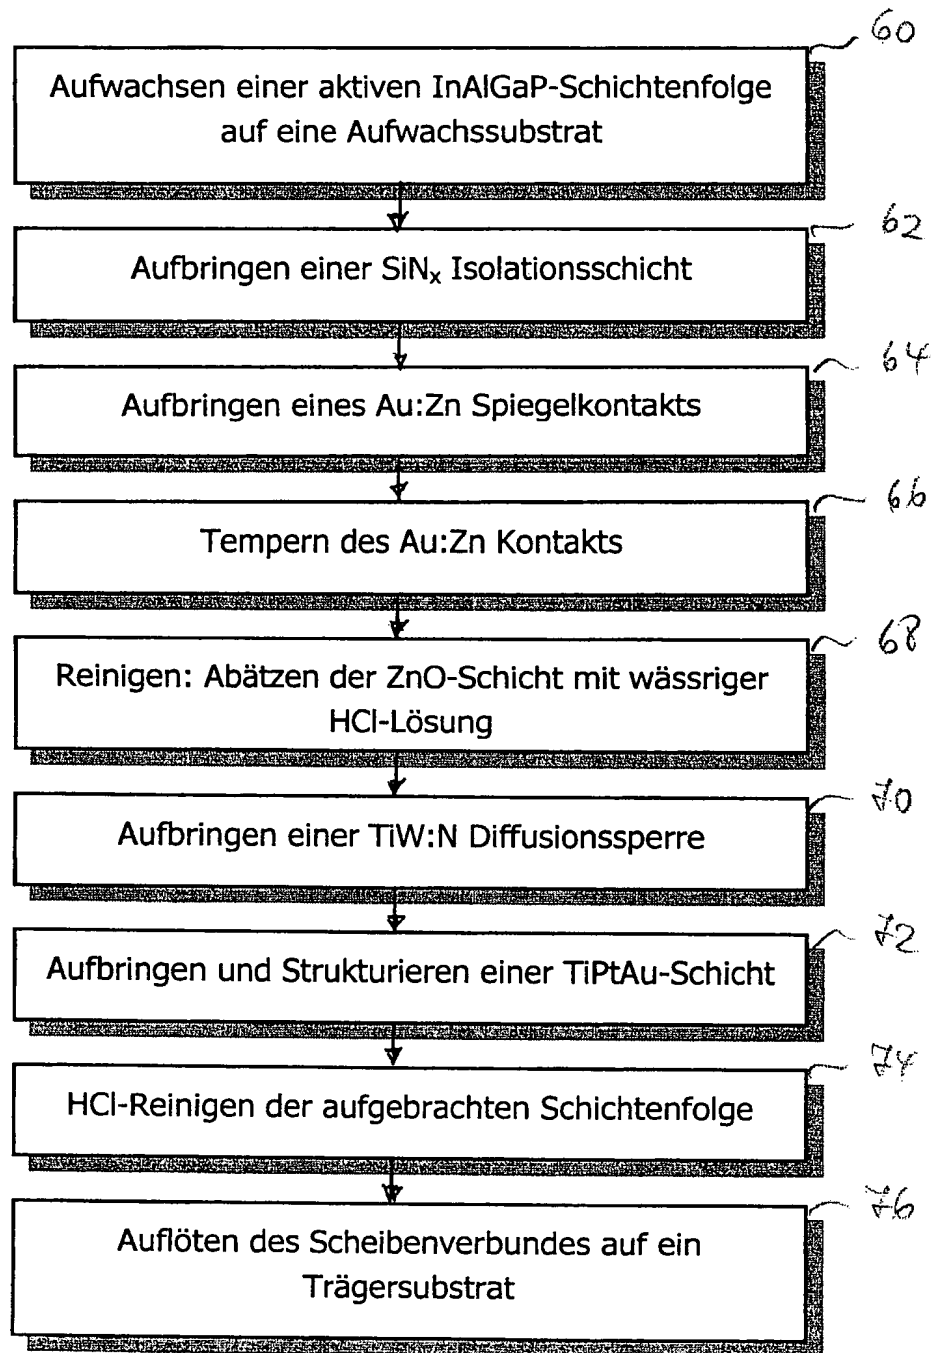 60
Aufwachsen einer aktiven InAlGaP-Schichtenfolge
auf eine Aufwachssubstrat
62
Aufbringen einer SiNx Isolationsschicht
64
Aufbringen eines Au:Zn Spiegelkontakts
66
Tempern des Au:Zn Kontakts
68
Reinigen: Abätzen der ZnO-Schicht mit wässriger
HCl-Lösung
70
Aufbringen einer TiW:N Diffusionssperre
72
Aufbringen und Strukturieren einer TiPtAu-Schicht
74
HCl-Reinigen der aufgebrachten Schichtenfolge
76
Auflöten des Scheibenverbundes auf ein
Trägersubstrat